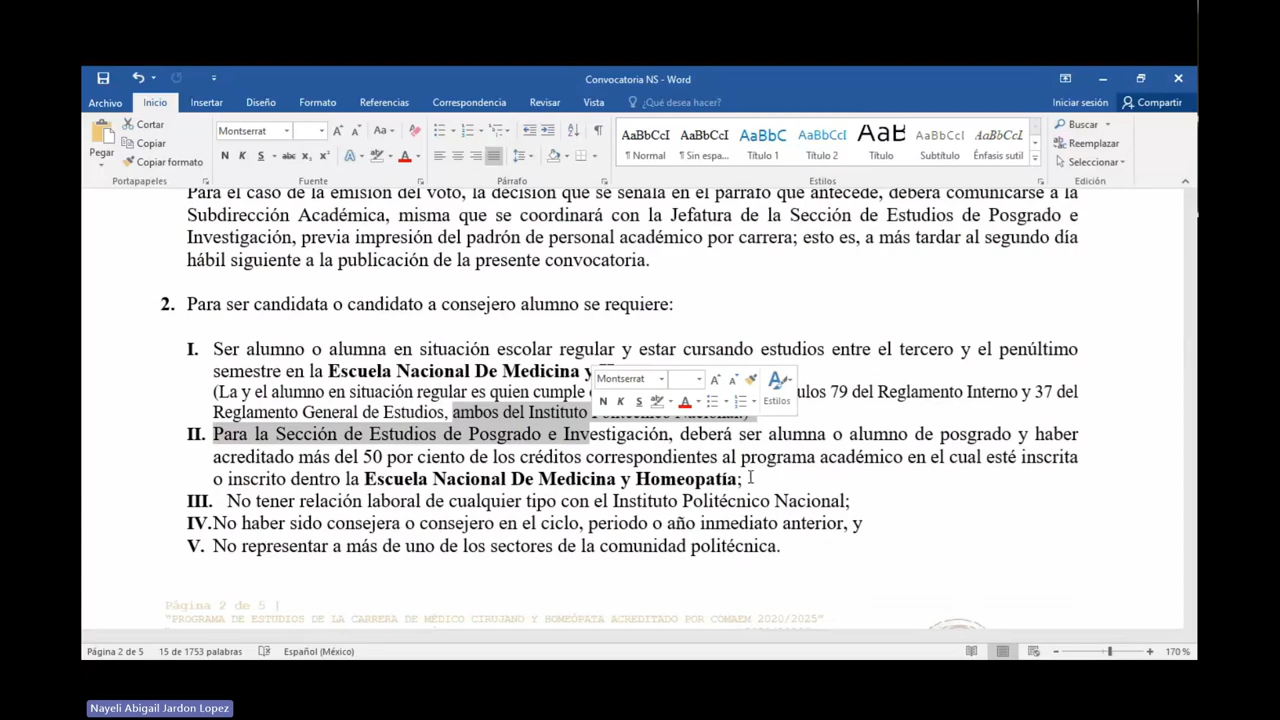 Convocatoria NS - Word
Archivo Inicio Insertar Diseño Formato Referencias Correspondencia Revisar Vista ¿Qué desea hacer? Iniciar sesión Compartir
Pegar
Cortar
Copiar
Copiar formato
Portapapeles
Montserrat
Aa
N K S abc x₁ x¹
Fuente
Párrafo
AaBbCcI AaBbCcI AaBbC AaBbCcI AaB AaBbCcI AaBbCcI
¶ Normal ¶ Sin espa... Título 1 Título 2 Título Subtítulo Énfasis sutil
Estilos
Buscar
Reemplazar
Seleccionar
Edición
Para el caso de la emisión del voto, la decisión que se señala en el párrafo que antecede, deberá comunicarse a la
Subdirección Académica, misma que se coordinará con la Jefatura de la Sección de Estudios de Posgrado e
Investigación, previa impresión del padrón de personal académico por carrera; esto es, a más tardar al segundo día
hábil siguiente a la publicación de la presente convocatoria.
2. Para ser candidata o candidato a consejero alumno se requiere:
I. Ser alumno o alumna en situación escolar regular y estar cursando estudios entre el tercero y el penúltimo
semestre en la Escuela Nacional De Medicina y
(La y el alumno en situación regular es quien cumple 79 del Reglamento Interno y 37 del
Reglamento General de Estudios, ambos del Instituto Politécnico Nacional.)
Montserrat
N K S
Estilos
II. Para la Sección de Estudios de Posgrado e Investigación, deberá ser alumna o alumno de posgrado y haber
acreditado más del 50 por ciento de los créditos correspondientes al programa académico en el cual esté inscrita
o inscrito dentro la Escuela Nacional De Medicina y Homeopatía;
III. No tener relación laboral de cualquier tipo con el Instituto Politécnico Nacional;
IV.No haber sido consejera o consejero en el ciclo, periodo o año inmediato anterior, y
V. No representar a más de uno de los sectores de la comunidad politécnica.
Página 2 de 5 |
"PROGRAMA DE ESTUDIOS DE LA CARRERA DE MÉDICO CIRUJANO Y HOMEÓPATA ACREDITADO POR COMAEM 2020/2025"
Página 2 de 5 15 de 1753 palabras Español (México) 170 %
Nayeli Abigail Jardon Lopez